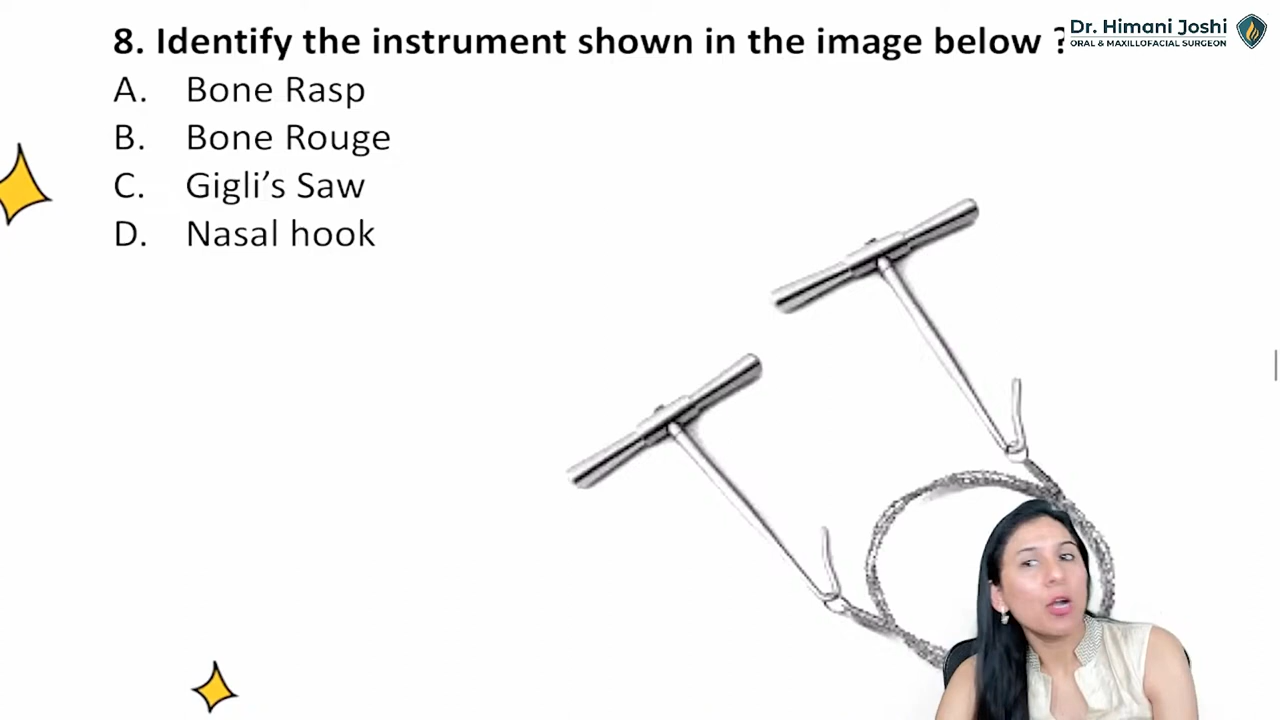 8. Identify the instrument shown in the image below ?
Dr. Himani Joshi
ORAL & MAXILLOFACIAL SURGEON
A. Bone Rasp
B. Bone Rouge
C. Gigli’s Saw
D. Nasal hook